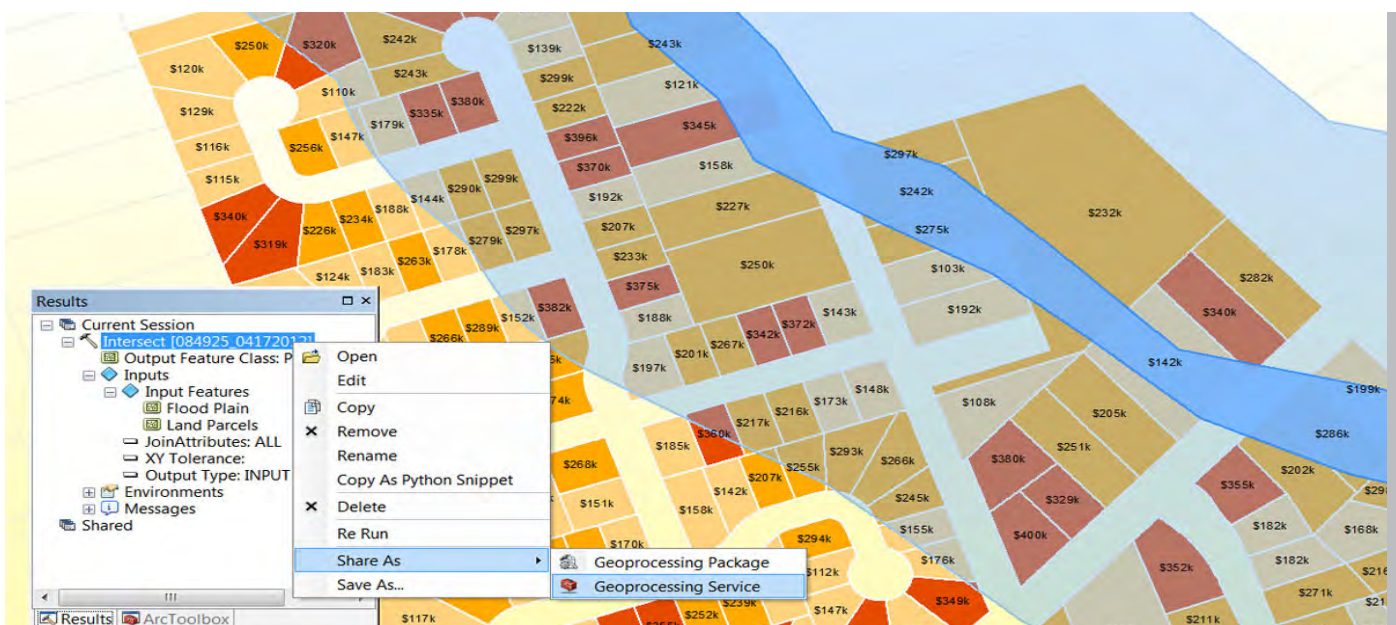 $250k
$320k
$242k
$139k
$243k
$120k
$243k
$299k
$121k
$110k
$129k
$179k
$335k
$380k
$222k
$345k
$116k
$256k
$147k
$396k
$370k
$158k
$297k
$115k
$144k
$290k
$299k
$192k
$242k
$340k
$188k
$227k
$232k
$319k
$226k
$234k
$279k
$297k
$207k
$275k
$178k
$233k
$250k
$103k
$124k
$183k
$263k
$375k
$282k
$152k
$382k
$188k
$143k
$192k
$340k
$266k
$289k
$201k
$267k
$342k
$372k
$197k
$142k
$199k
$148k
$173k
$216k
$217k
$108k
$205k
$360k
$286k
$185k
$293k
$251k
$268k
$255k
$266k
$380k
$202k
$207k
$355k
$142k
$245k
$329k
$151k
$158k
$155k
$400k
$182k
$168k
$170k
$294k
$176k
$182k
$112k
$352k
$271k
$349k
$147k
$239k
$252k
$117k
$211k
Results
Current Session
Intersect [084925_04172012]
Output Feature Class: P
Inputs
Input Features
Flood Plain
Land Parcels
JoinAttributes: ALL
XY Tolerance:
Output Type: INPUT
Environments
Messages
Shared
Results
ArcToolbox
Open
Edit
Copy
Remove
Rename
Copy As Python Snippet
Delete
Re Run
Share As
Save As...
Geoprocessing Package
Geoprocessing Service